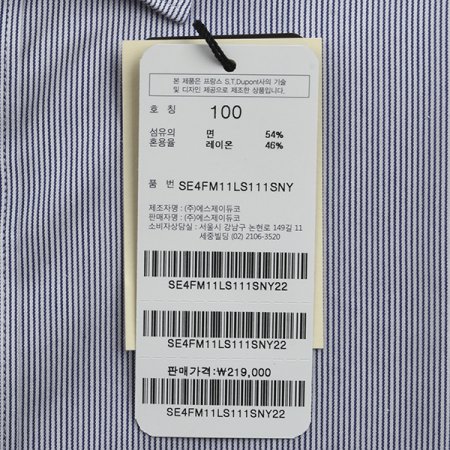 본 제품은 프랑스 S.T.Dupont사의 기술
및 디자인 제공으로 제조한 상품입니다.
호 칭 100
섬유의 면 54%
혼용율 레이온 46%
품 번 SE4FM11LS111SNY
제조자명 : (주)에스제이듀코
판매자명 : (주)에스제이듀코
소비자상담실 : 서울시 강남구 논현로 149길 11
세종빌딩 (02) 2106-3520
SE4FM11LS111SNY22
SE4FM11LS111SNY22
판매가격:₩219,000
SE4FM11LS111SNY22